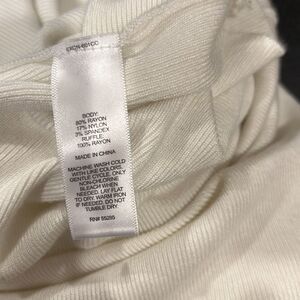 BODY:
80% RAYON
17% NYLON
3% SPANDEX
RUFFLE:
100% RAYON
MADE IN CHINA
MACHINE WASH COLD
WITH LIKE COLORS,
GENTLE CYCLE. ONLY
NON-CHLORINE
BLEACH WHEN
NEEDED. LAY FLAT
TO DRY. WARM IRON
IF NEEDED. DO NOT
TUMBLE DRY.
RN# 55285